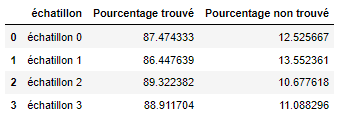 échatillon Pourcentage trouvé Pourcentage non trouvé
0 échatillon 0 87.474333 12.525667
1 échatillon 1 86.447639 13.552361
2 échatillon 2 89.322382 10.677618
3 échatillon 3 88.911704 11.088296